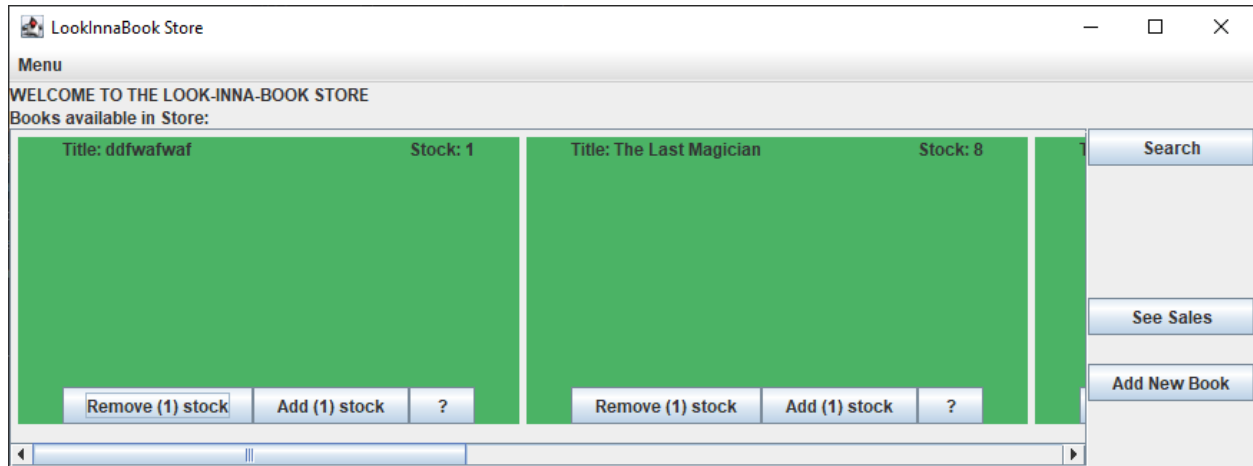 LookInnaBook Store
Menu
WELCOME TO THE LOOK-INNA-BOOK STORE
Books available in Store:
Title: ddfwafwaf Stock: 1
Title: The Last Magician Stock: 8
Search
See Sales
Add New Book
Remove (1) stock Add (1) stock ?
Remove (1) stock Add (1) stock ?